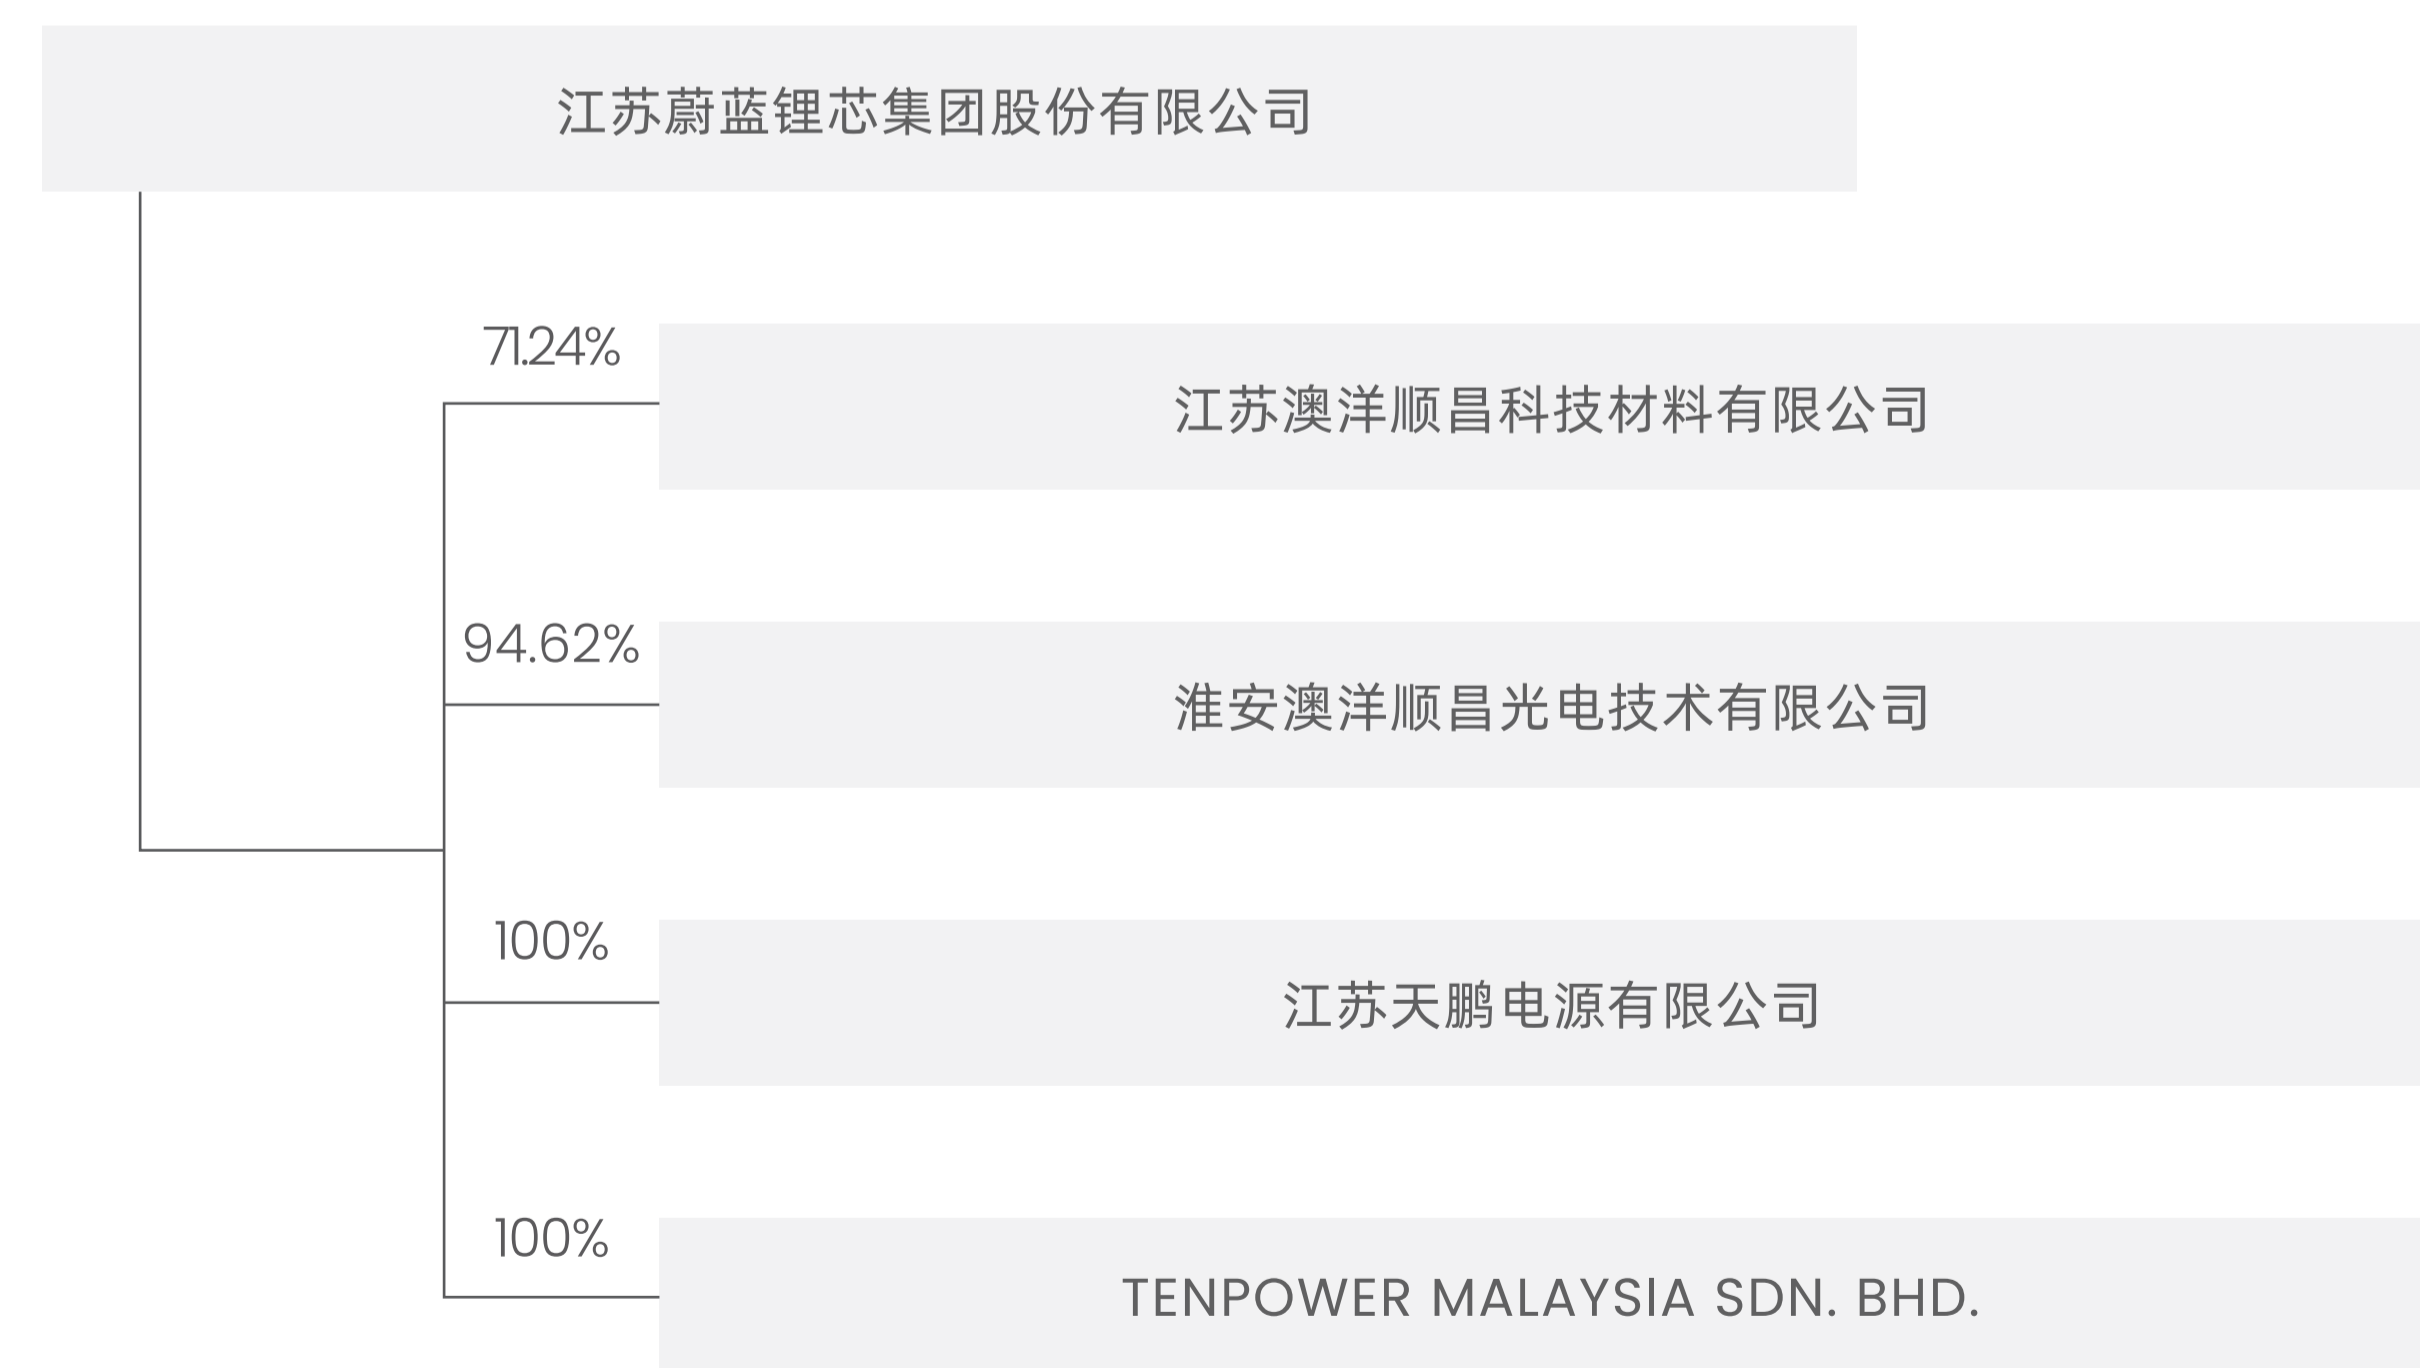 江苏蔚蓝锂芯集团股份有限公司
71.24%
江苏澳洋顺昌科技材料有限公司
94.62%
淮安澳洋顺昌光电技术有限公司
100%
江苏天鹏电源有限公司
100%
TENPOWER MALAYSIA SDN. BHD.